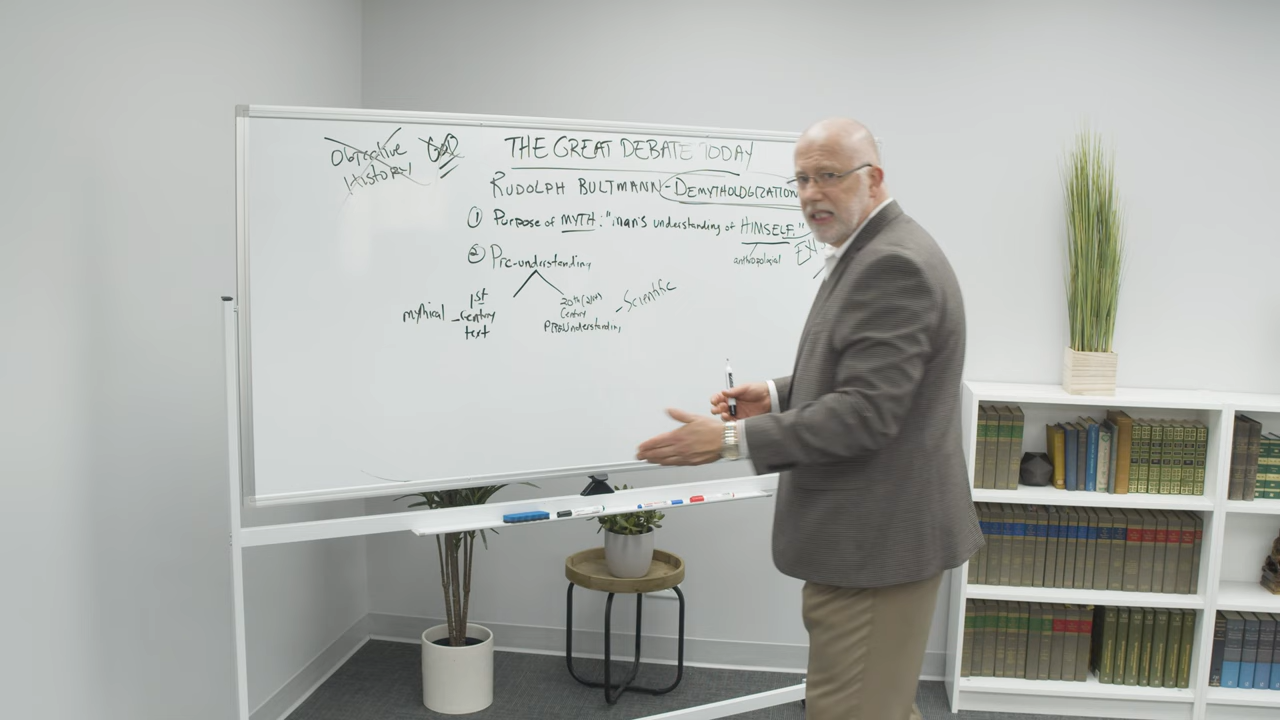 OBJECTIVE HISTORY
GOD
THE GREAT DEBATE TODAY
RUDOLPH BULTMANN - DEMYTHOLOGIZATION
① Purpose of MYTH: "man's understanding of HIMSELF."
anthropological
② Pre-understanding
mythical - 1st century text
20th/21st Century PREUnderstanding - Scientific